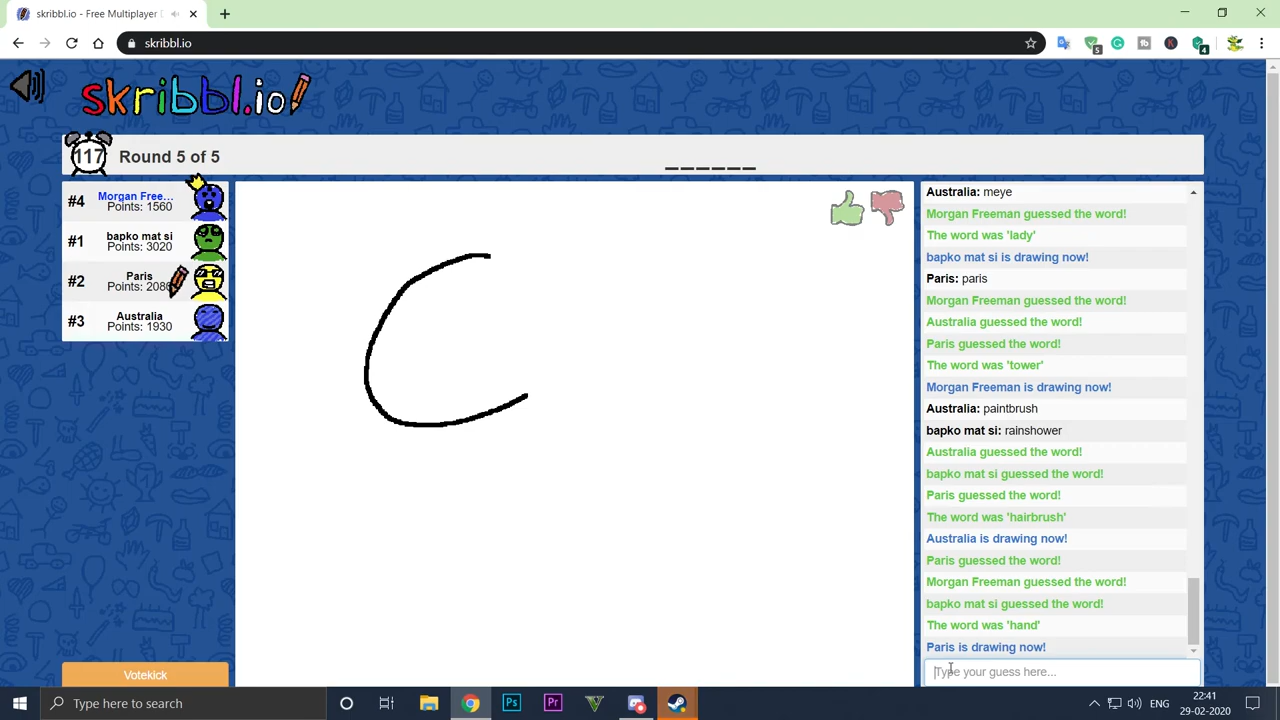 skribbl.io - Free Multiplayer
skribbl.io
5
4
skribbl.io
117
Round 5 of 5
______
#4
Morgan Free...
Points: 1560
#1
bapko mat si
Points: 3020
#2
Paris
Points: 2080
#3
Australia
Points: 1930
Votekick
Australia: meye
Morgan Freeman guessed the word!
The word was 'lady'
bapko mat si is drawing now!
Paris: paris
Morgan Freeman guessed the word!
Australia guessed the word!
Paris guessed the word!
The word was 'tower'
Morgan Freeman is drawing now!
Australia: paintbrush
bapko mat si: rainshower
Australia guessed the word!
bapko mat si guessed the word!
Paris guessed the word!
The word was 'hairbrush'
Australia is drawing now!
Paris guessed the word!
Morgan Freeman guessed the word!
bapko mat si guessed the word!
The word was 'hand'
Paris is drawing now!
Type your guess here...
Type here to search
Ps
Pr
ENG
22:41
29-02-2020